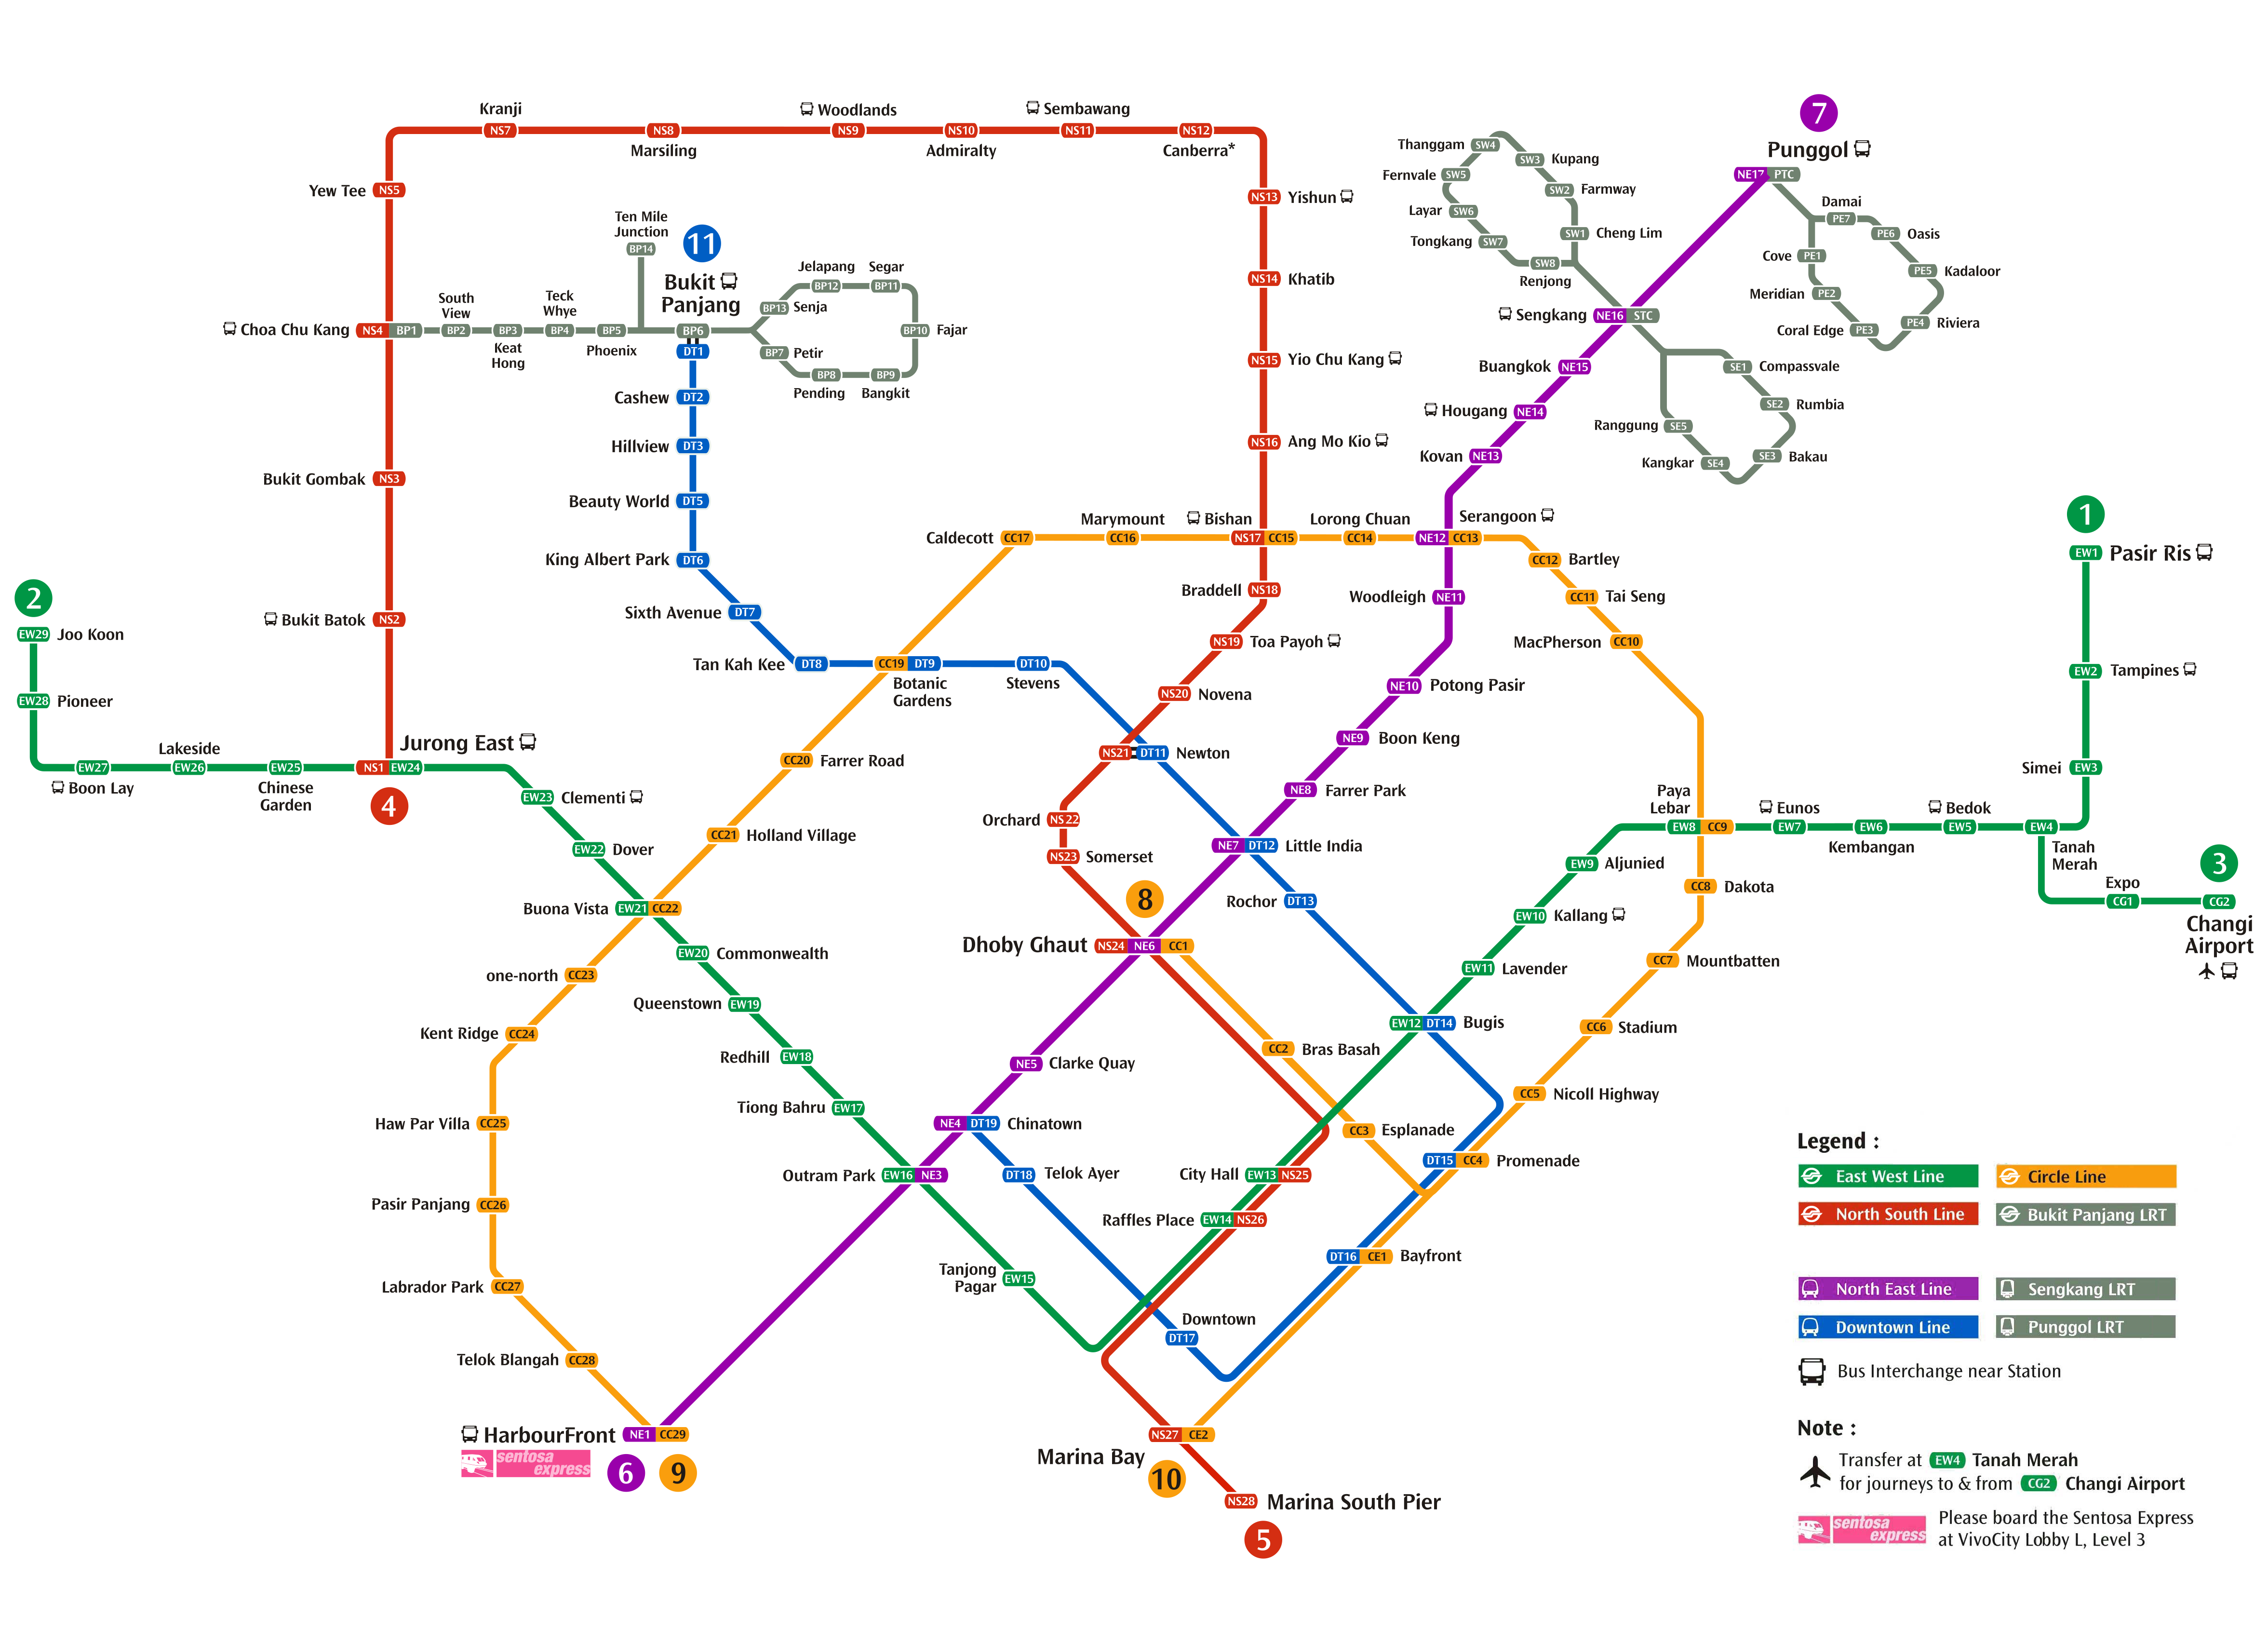 Kranji
NS7
NS8
Marsiling
Woodlands
NS9
NS10
Admiralty
Sembawang
NS11
NS12
Canberra*
Yew Tee
NS5
Choa Chu Kang
NS4
BP1
Bukit Gombak
NS3
Bukit Batok
NS2
Jurong East
NS1
EW24
4
South
View
BP2
BP3
Keat
Hong
Teck
Whye
BP4
BP5
Phoenix
Ten Mile
Junction
BP14
11
Bukit
Panjang
BP6
DT1
Jelapang
BP12
Segar
BP11
BP13
Senja
BP10
Fajar
BP7
Petir
BP8
Pending
BP9
Bangkit
Cashew
DT2
Hillview
DT3
Beauty World
DT5
King Albert Park
DT6
Sixth Avenue
DT7
Tan Kah Kee
DT8
CC19
DT9
Botanic
Gardens
DT10
Stevens
NS13
Yishun
NS14
Khatib
NS15
Yio Chu Kang
NS16
Ang Mo Kio
Bishan
NS17
CC15
Braddell
NS18
NS19
Toa Payoh
NS20
Novena
NS21
DT11
Newton
Orchard
NS22
NS23
Somerset
8
Dhoby Ghaut
NS24
NE6
CC1
7
Punggol
NE17
PTC
Damai
PE7
PE6
Oasis
Cove
PE1
PE5
Kadaloor
Meridian
PE2
Coral Edge
PE3
PE4
Riviera
Thanggam
SW4
SW3
Kupang
Fernvale
SW5
SW2
Farmway
Layar
SW6
Tongkang
SW7
SW1
Cheng Lim
SW8
Renjong
Sengkang
NE16
STC
Buangkok
NE15
SE1
Compassvale
SE2
Rumbia
Ranggung
SE5
Kangkar
SE4
SE3
Bakau
Hougang
NE14
Kovan
NE13
Serangoon
NE12
CC13
Lorong Chuan
CC14
Marymount
CC16
Caldecott
CC17
CC12
Bartley
CC11
Tai Seng
MacPherson
CC10
Woodleigh
NE11
NE10
Potong Pasir
NE9
Boon Keng
NE8
Farrer Park
NE7
DT12
Little India
Rochor
DT13
2
EW29
Joo Koon
EW28
Pioneer
EW27
Boon Lay
Lakeside
EW26
EW25
Chinese
Garden
EW23
Clementi
EW22
Dover
Buona Vista
EW21
CC22
EW20
Commonwealth
Queenstown
EW19
Redhill
EW18
Tiong Bahru
EW17
Outram Park
EW16
NE3
Tanjong
Pagar
EW15
CC20
Farrer Road
CC21
Holland Village
one-north
CC23
Kent Ridge
CC24
Haw Par Villa
CC25
Pasir Panjang
CC26
Labrador Park
CC27
Telok Blangah
CC28
HarbourFront
NE1
CC29
sentosa
express
6
9
NE5
Clarke Quay
NE4
DT19
Chinatown
DT18
Telok Ayer
Downtown
DT17
CC2
Bras Basah
CC3
Esplanade
City Hall
EW13
NS25
Raffles Place
EW14
NS26
DT15
CC4
Promenade
DT16
CE1
Bayfront
NS27
CE2
Marina Bay
10
NS28
Marina South Pier
5
1
EW1
Pasir Ris
EW2
Tampines
Simei
EW3
Paya
Lebar
EW8
CC9
Eunos
EW7
EW6
Kembangan
Bedok
EW5
EW4
Tanah
Merah
Expo
CG1
3
CG2
Changi
Airport
EW9
Aljunied
EW10
Kallang
EW11
Lavender
EW12
DT14
Bugis
CC8
Dakota
CC7
Mountbatten
CC6
Stadium
CC5
Nicoll Highway
Legend :
East West Line
Circle Line
North South Line
Bukit Panjang LRT
North East Line
Sengkang LRT
Downtown Line
Punggol LRT
Bus Interchange near Station
Note :
Transfer at EW4 Tanah Merah
for journeys to & from CG2 Changi Airport
sentosa
express
Please board the Sentosa Express
at VivoCity Lobby L, Level 3